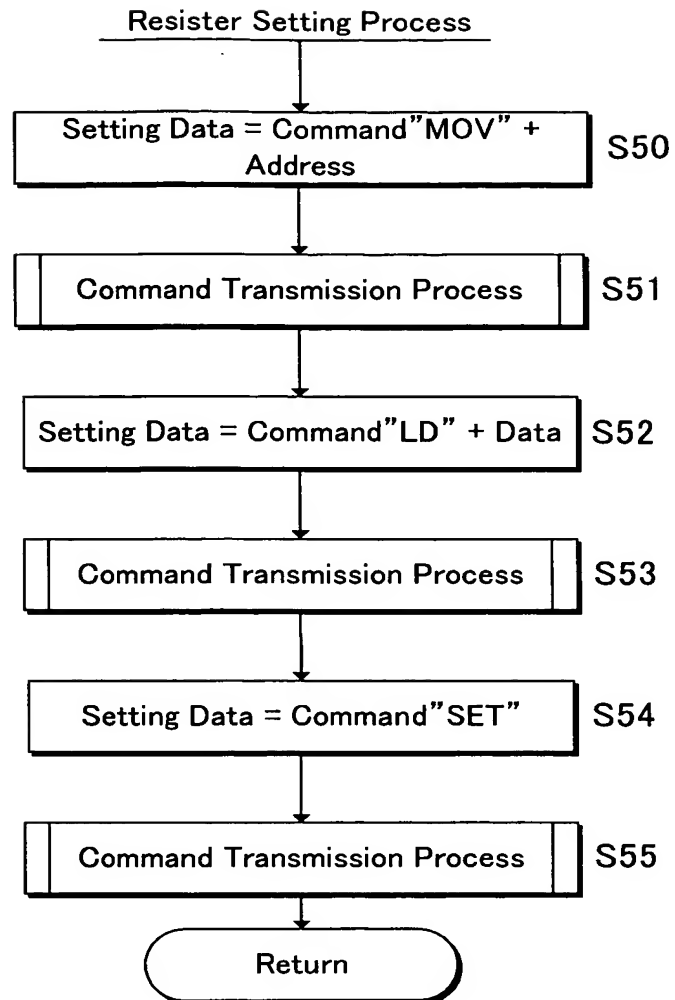 Resister Setting Process
Setting Data = Command"MOV" +
Address
S50
Command Transmission Process
S51
Setting Data = Command"LD" + Data
S52
Command Transmission Process
S53
Setting Data = Command"SET"
S54
Command Transmission Process
S55
Return